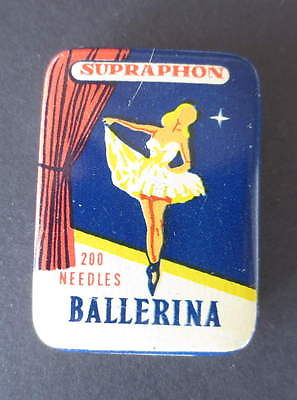 SUPRAPHON
200
NEEDLES
BALLERINA